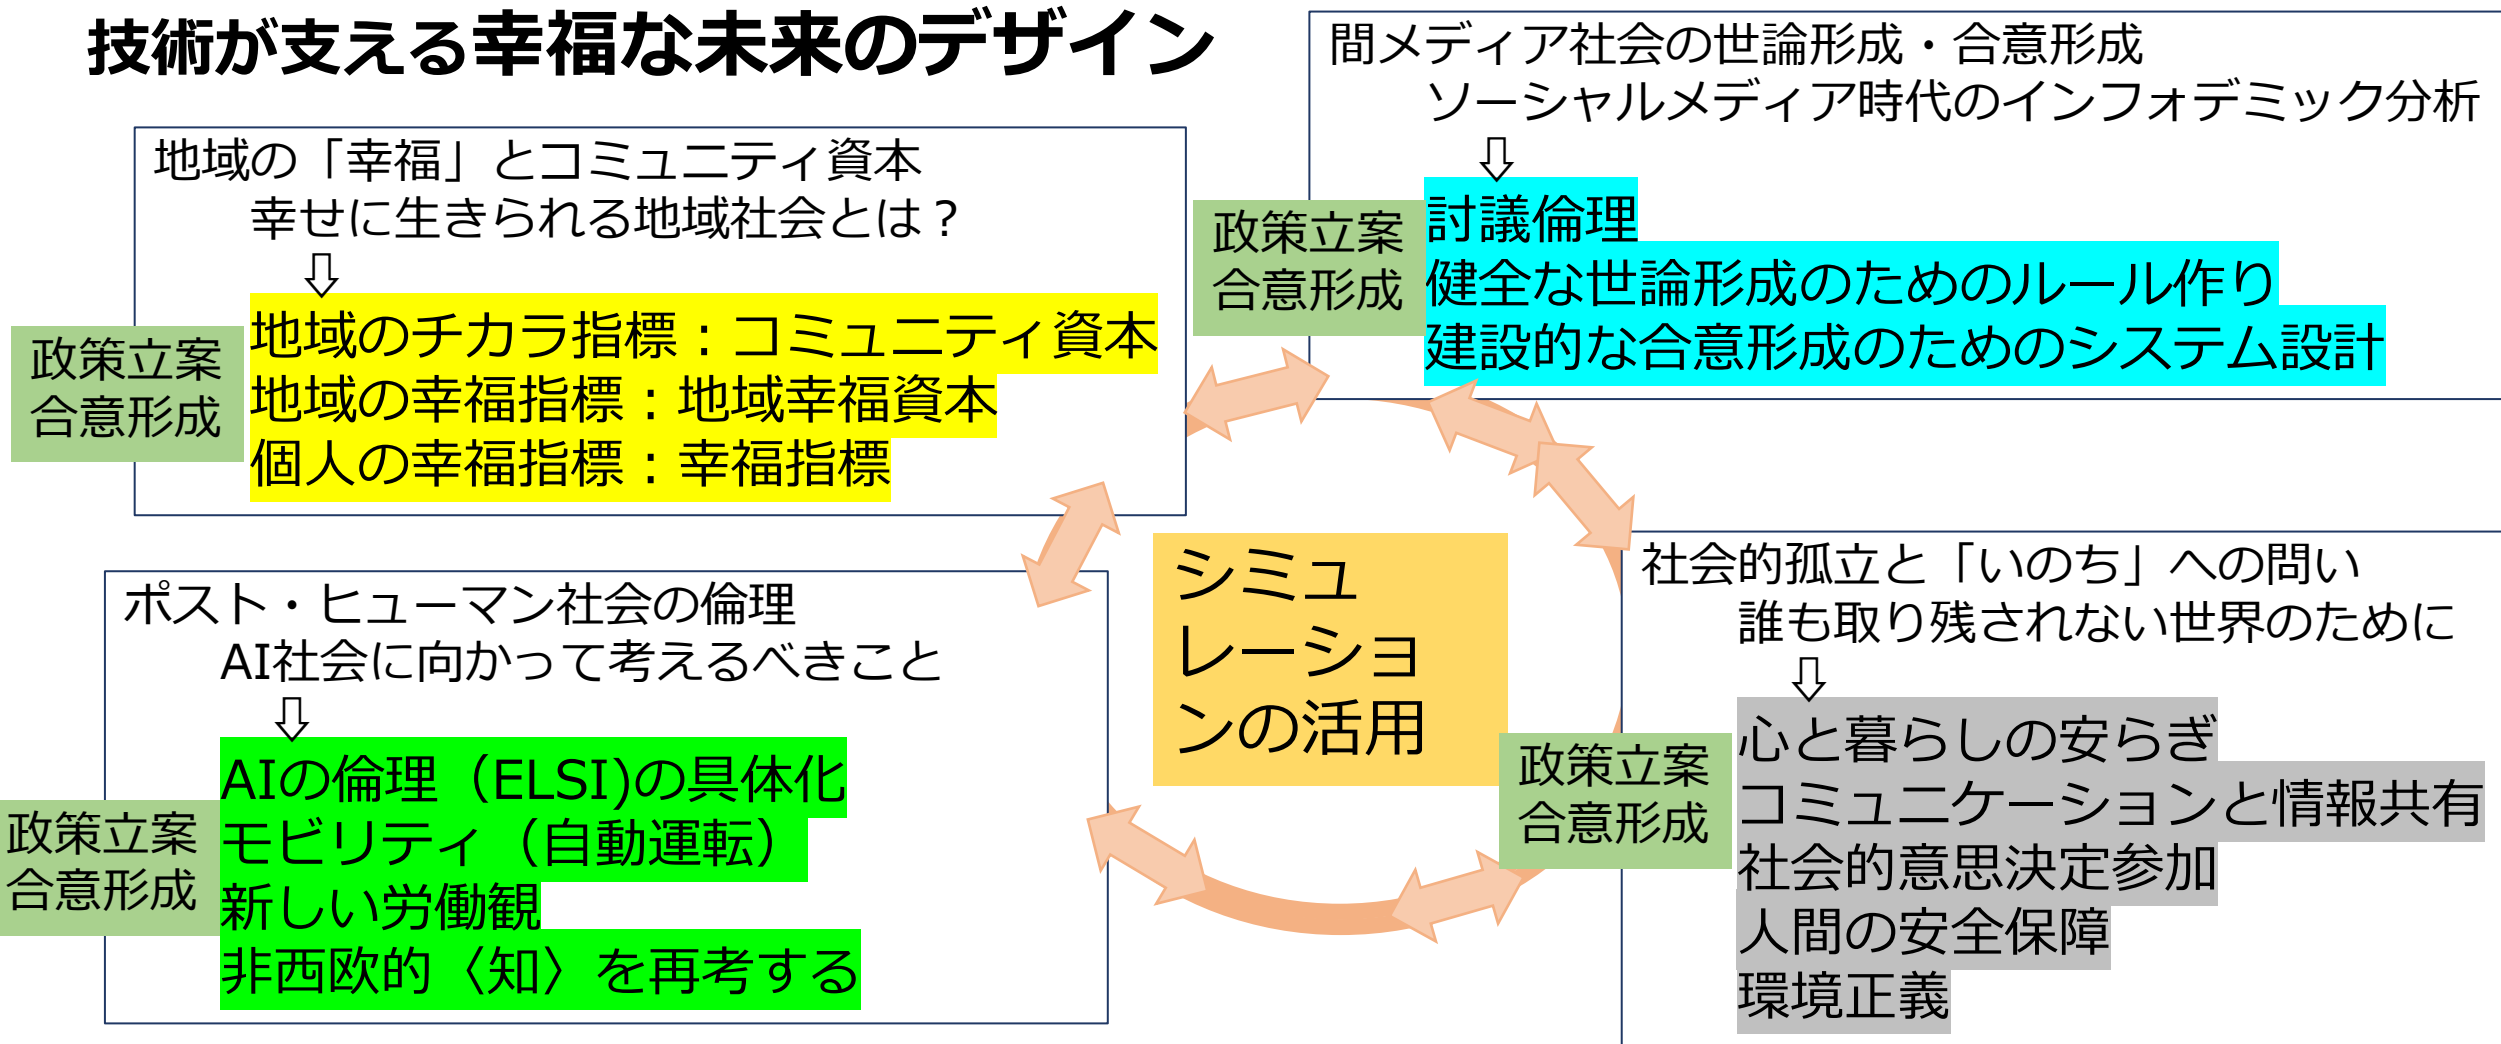 技術が支える幸福な未来のデザイン
地域の「幸福」とコミュニティ資本
幸せに生きられる地域社会とは？
地域のチカラ指標：コミュニティ資本
地域の幸福指標：地域幸福資本
個人の幸福指標：幸福指標
政策立案
合意形成
間メディア社会の世論形成・合意形成
ソーシャルメディア時代のインフォデミック分析
討議倫理
健全な世論形成のためのルール作り
建設的な合意形成のためのシステム設計
政策立案
合意形成
シミュ
レーショ
ンの活用
ポスト・ヒューマン社会の倫理
AI社会に向かって考えるべきこと
AIの倫理（ELSI)の具体化
モビリティ（自動運転）
新しい労働観
非西欧的〈知〉を再考する
政策立案
合意形成
社会的孤立と「いのち」への問い
誰も取り残されない世界のために
心と暮らしの安らぎ
コミュニケーションと情報共有
社会的意思決定参加
人間の安全保障
環境正義
政策立案
合意形成